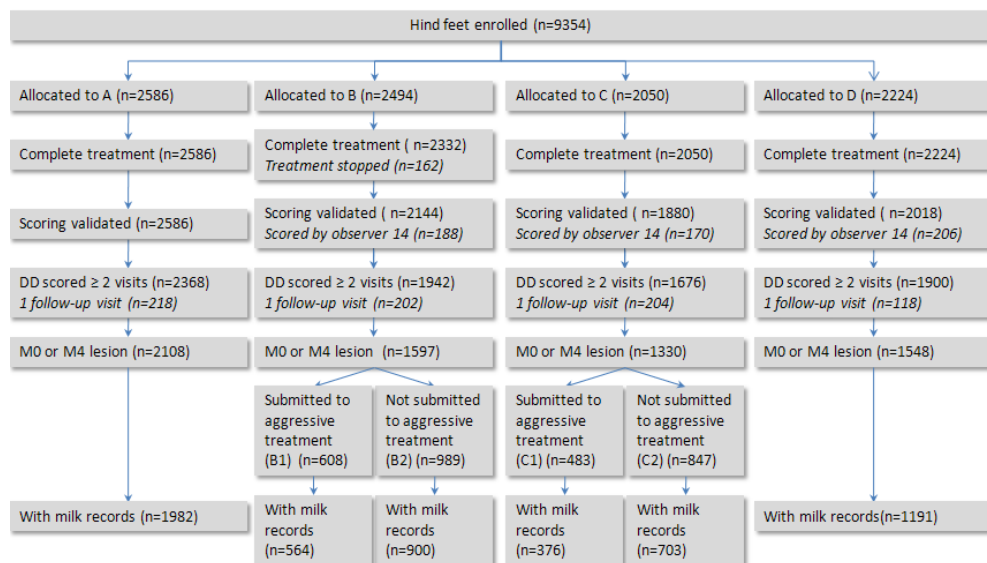 Hind feet enrolled (n=9354)
Allocated to A (n=2586)
Allocated to B (n=2494)
Allocated to C (n=2050)
Allocated to D (n=2224)
Complete treatment (n=2586)
Complete treatment ( n=2332)
Treatment stopped (n=162)
Complete treatment (n=2050)
Complete treatment (n=2224)
Scoring validated (n=2586)
Scoring validated ( n=2144)
Scored by observer 14 (n=188)
Scoring validated ( n=1880)
Scored by observer 14 (n=170)
Scoring validated ( n=2018)
Scored by observer 14 (n=206)
DD scored ≥ 2 visits (n=2368)
1 follow-up visit (n=218)
DD scored ≥ 2 visits (n=1942)
1 follow-up visit (n=202)
DD scored ≥ 2 visits (n=1676)
1 follow-up visit (n=204)
DD scored ≥ 2 visits (n=1900)
1 follow-up visit (n=118)
M0 or M4 lesion (n=2108)
M0 or M4 lesion (n=1597)
M0 or M4 lesion (n=1330)
M0 or M4 lesion (n=1548)
Submitted to
aggressive
treatment
(B1) (n=608)
Not submitted
to aggressive
treatment
(B2) (n=989)
Submitted to
aggressive
treatment
(C1) (n=483)
Not submitted
to aggressive
treatment
(C2) (n=847)
With milk records (n=1982)
With milk
records
(n=564)
With milk
records
(n=900)
With milk
records
(n=376)
With milk
records
(n=703)
With milk records(n=1191)